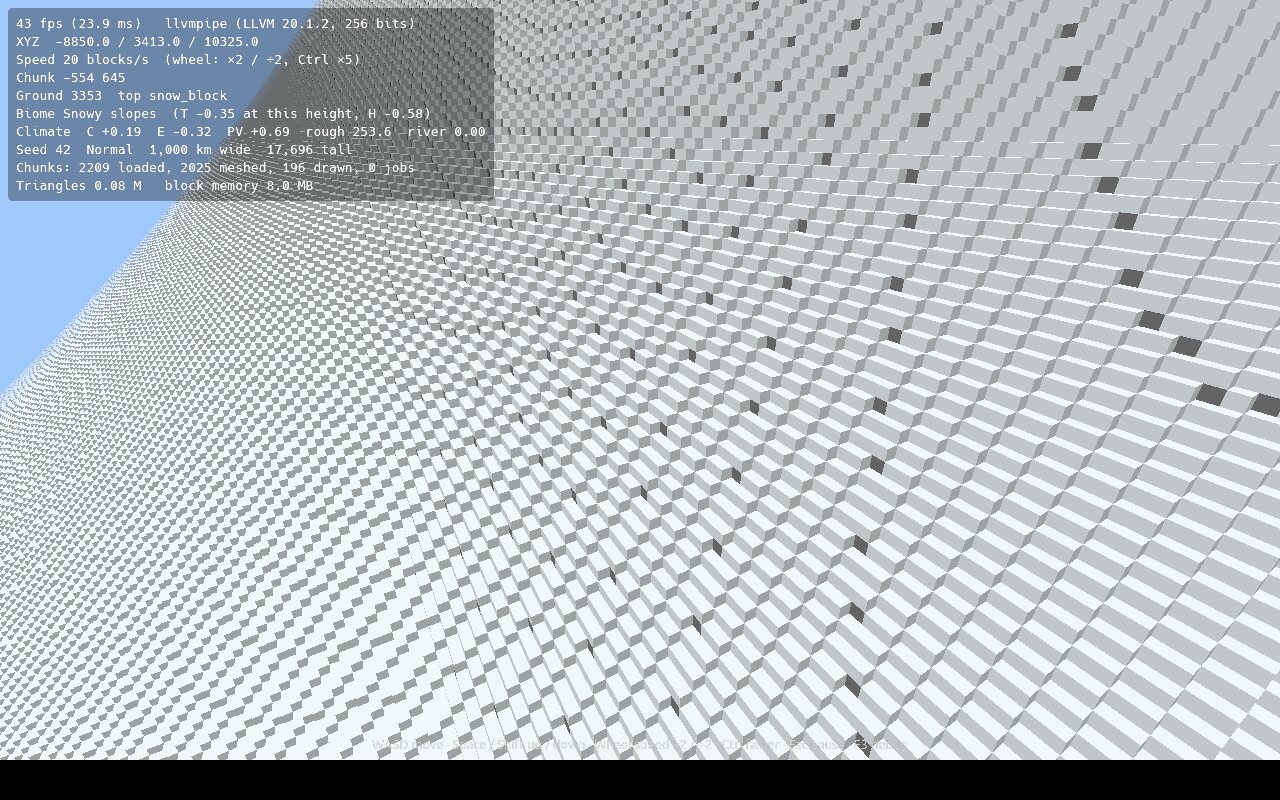 43 fps (23.9 ms)   llvmpipe (LLVM 20.1.2, 256 bits)
XYZ  -8850.0 / 3413.0 / 10325.0
Speed 20 blocks/s  (wheel: ×2 / ÷2, Ctrl ×5)
Chunk -554 645
Ground 3353  top snow_block
Biome Snowy slopes  (T -0.35 at this height, H -0.58)
Climate  C +0.19  E -0.32  PV +0.69  rough 253.6  river 0.00
Seed 42  Normal  1,000 km wide  17,696 tall
Chunks: 2209 loaded, 2025 meshed, 196 drawn, 0 jobs
Triangles 0.08 M   block memory 8.0 MB
WASD move